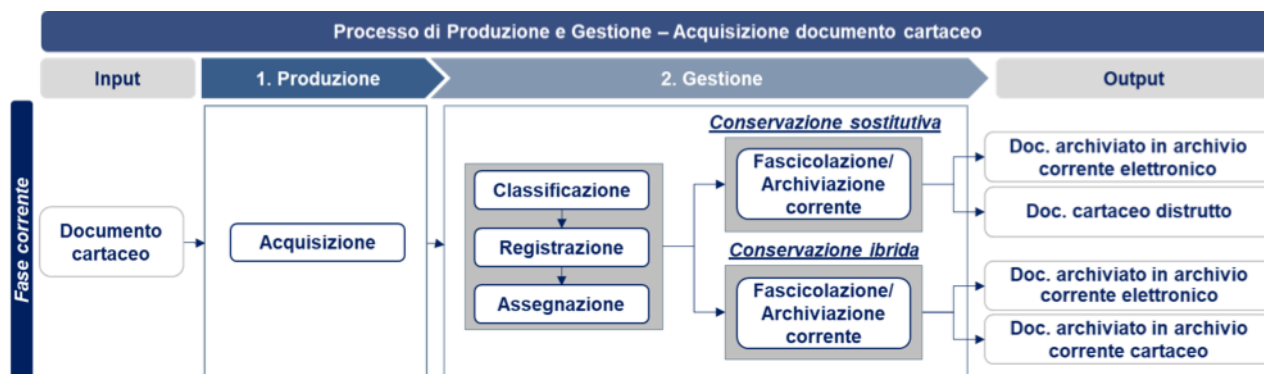 Processo di Produzione e Gestione – Acquisizione documento cartaceo
Input
1. Produzione
2. Gestione
Output
Fase corrente
Documento
cartaceo
Acquisizione
Classificazione
Registrazione
Assegnazione
Conservazione sostitutiva
Fascicolazione/
Archiviazione
corrente
Conservazione ibrida
Fascicolazione/
Archiviazione
corrente
Doc. archiviato in archivio
corrente elettronico
Doc. cartaceo distrutto
Doc. archiviato in archivio
corrente elettronico
Doc. archiviato in archivio
corrente cartaceo